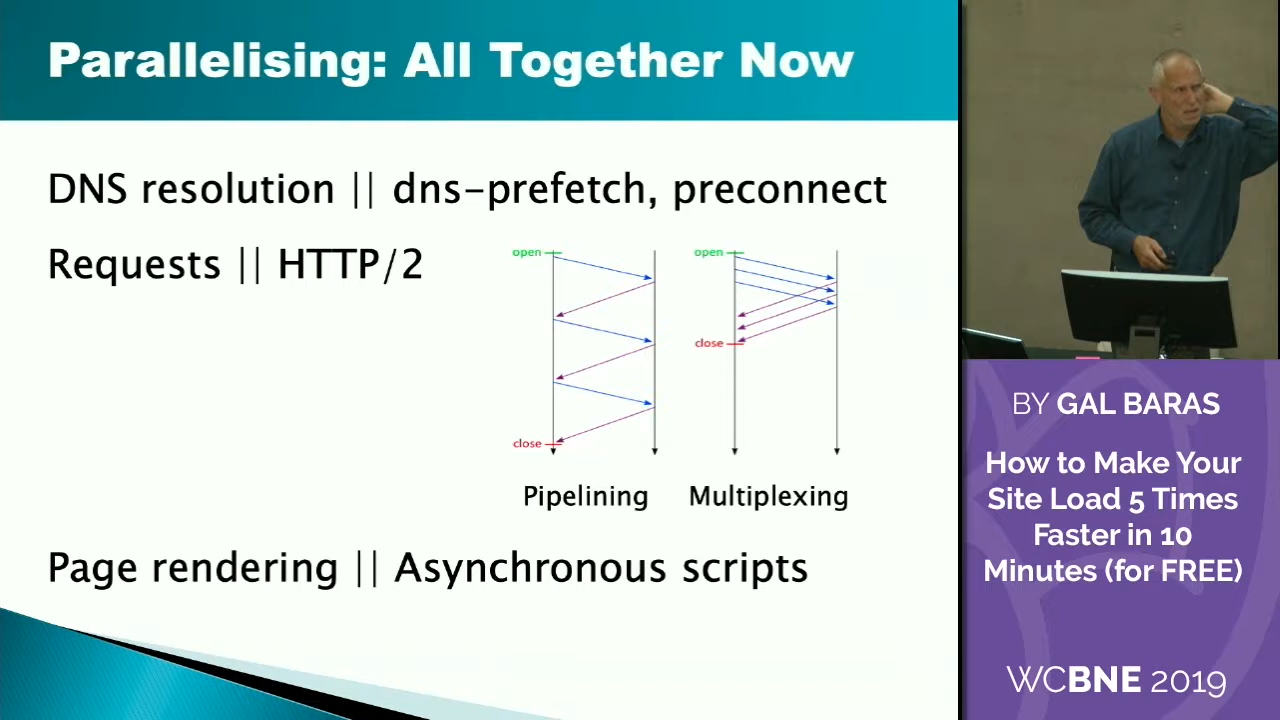 Parallelising: All Together Now
DNS resolution || dns-prefetch, preconnect
Requests || HTTP/2
open
open
close
close
Pipelining
Multiplexing
Page rendering || Asynchronous scripts
BY GAL BARAS
How to Make Your
Site Load 5 Times
Faster in 10
Minutes (for FREE)
WCBNE 2019